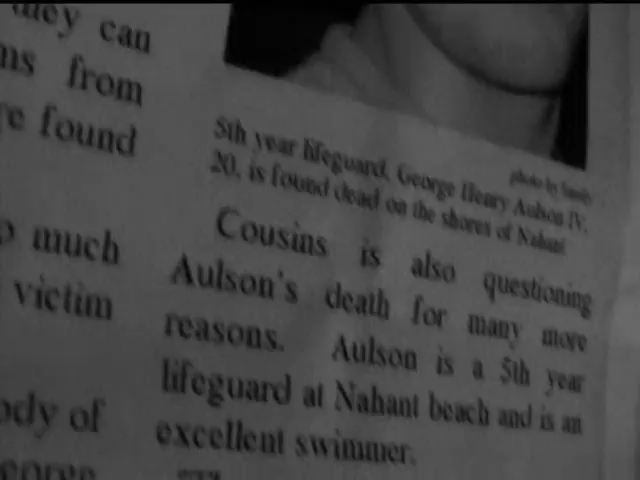 they can
ms from
re found
o much
victim
ody of
photo by
5th year lifeguard, George Henry Aulson IV,
20, is found dead on the shores of Nahant
Cousins is also questioning
Aulson's death for many more
reasons. Aulson is a 5th year
lifeguard at Nahant beach and is an
excellent swimmer.